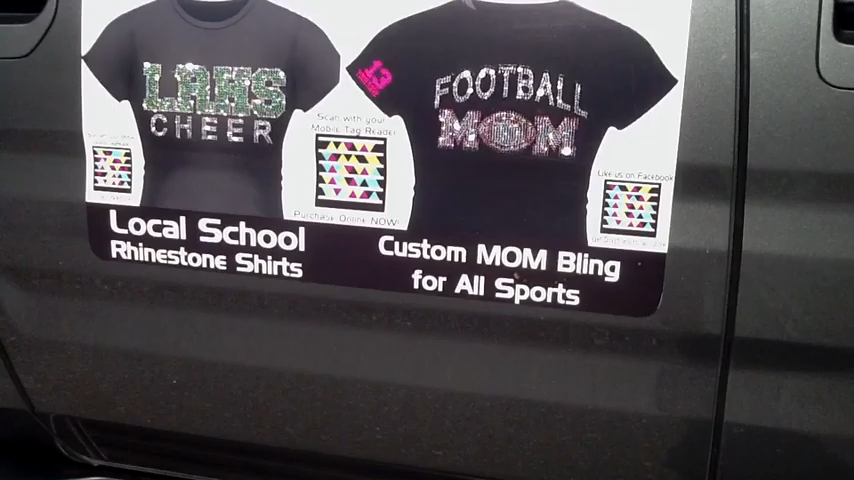 LRHS
CHEER
13
FOOTBALL
MOM
Scan with your
Mobile Tag Reader
Purchase Online NOW!
Like us on Facebook
Local School
Rhinestone Shirts
Custom MOM Bling
for All Sports